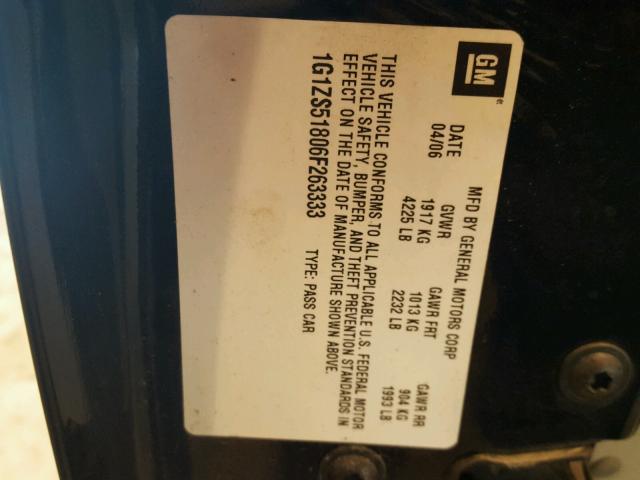 GM
MFD BY GENERAL MOTORS CORP
DATE GVWR GAWR FRT GAWR RR
04/06 1917 KG 1013 KG 904 KG
4225 LB 2232 LB 1993 LB
THIS VEHICLE CONFORMS TO ALL APPLICABLE U.S. FEDERAL MOTOR
VEHICLE SAFETY, BUMPER, AND THEFT PREVENTION STANDARDS IN
EFFECT ON THE DATE OF MANUFACTURE SHOWN ABOVE.
1G1ZS51806F263333 TYPE: PASS CAR